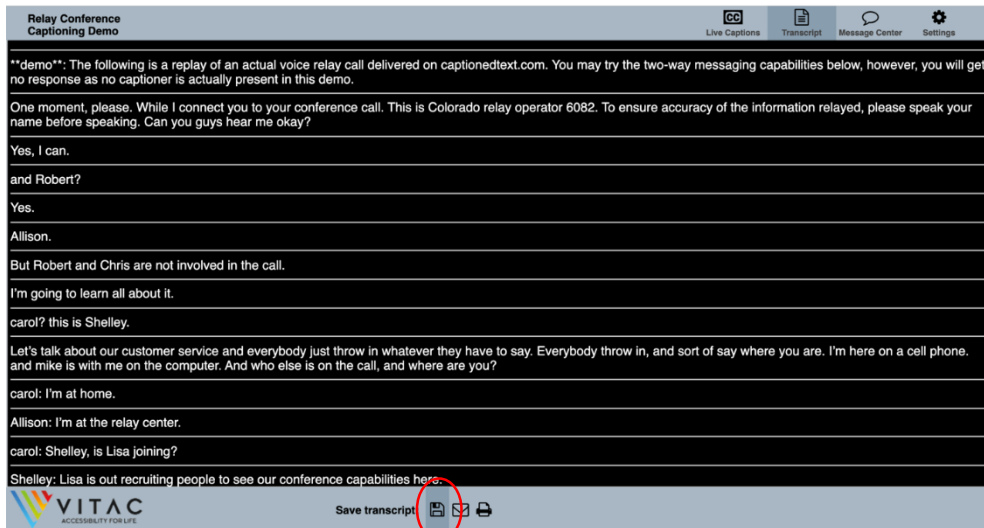 Relay Conference
Captioning Demo
CC
Live Captions
Transcript
Message Center
Settings
**demo**: The following is a replay of an actual voice relay call delivered on captionedtext.com. You may try the two-way messaging capabilities below, however, you will get
no response as no captioner is actually present in this demo.
One moment, please. While I connect you to your conference call. This is Colorado relay operator 6082. To ensure accuracy of the information relayed, please speak your
name before speaking. Can you guys hear me okay?
Yes, I can.
and Robert?
Yes.
Allison.
But Robert and Chris are not involved in the call.
I'm going to learn all about it.
carol? this is Shelley.
Let's talk about our customer service and everybody just throw in whatever they have to say. Everybody throw in, and sort of say where you are. I'm here on a cell phone.
and mike is with me on the computer. And who else is on the call, and where are you?
carol: I'm at home.
Allison: I'm at the relay center.
carol: Shelley, is Lisa joining?
Shelley: Lisa is out recruiting people to see our conference capabilities here.
VITAC
ACCESSIBILITY FOR LIFE
Save transcript